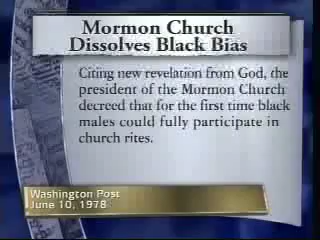 Mormon Church
Dissolves Black Bias
Citing new revelation from God, the
president of the Mormon Church
decreed that for the first time black
males could fully participate in
church rites.
Washington Post
June 10, 1978